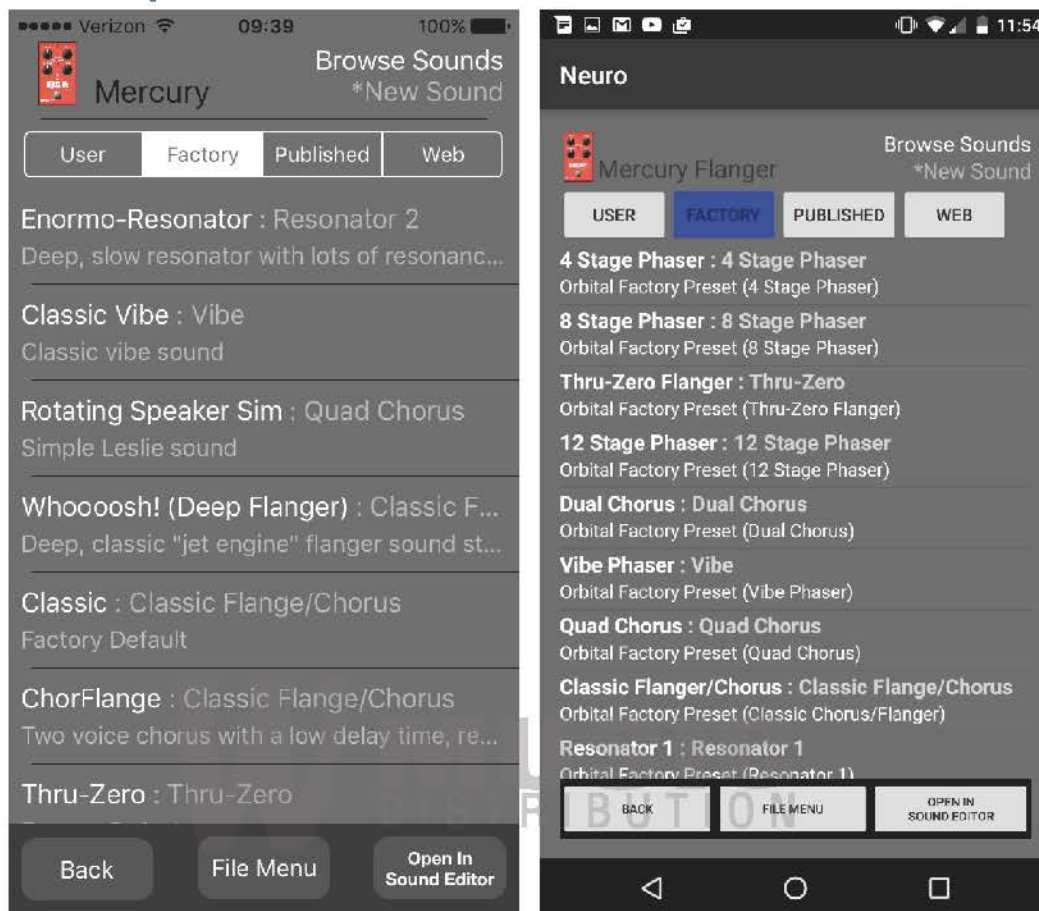 Verizon 09:39 100%
Browse Sounds
Mercury *New Sound
User Factory Published Web
Enormo-Resonator : Resonator 2
Deep, slow resonator with lots of resonanc...
Classic Vibe : Vibe
Classic vibe sound
Rotating Speaker Sim : Quad Chorus
Simple Leslie sound
Whoooosh! (Deep Flanger) : Classic F...
Deep, classic "jet engine" flanger sound st...
Classic : Classic Flange/Chorus
Factory Default
ChorFlange : Classic Flange/Chorus
Two voice chorus with a low delay time, re...
Thru-Zero : Thru-Zero
Back File Menu Open In
Sound Editor
11:54
Neuro
Browse Sounds
Mercury Flanger *New Sound
USER FACTORY PUBLISHED WEB
4 Stage Phaser : 4 Stage Phaser
Orbital Factory Preset (4 Stage Phaser)
8 Stage Phaser : 8 Stage Phaser
Orbital Factory Preset (8 Stage Phaser)
Thru-Zero Flanger : Thru-Zero
Orbital Factory Preset (Thru-Zero Flanger)
12 Stage Phaser : 12 Stage Phaser
Orbital Factory Preset (12 Stage Phaser)
Dual Chorus : Dual Chorus
Orbital Factory Preset (Dual Chorus)
Vibe Phaser : Vibe
Orbital Factory Preset (Vibe Phaser)
Quad Chorus : Quad Chorus
Orbital Factory Preset (Quad Chorus)
Classic Flanger/Chorus : Classic Flange/Chorus
Orbital Factory Preset (Classic Chorus/Flanger)
Resonator 1 : Resonator 1
Orbital Factory Preset (Resonator 1)
BACK FILE MENU OPEN IN
SOUND EDITOR
DISTRIBUTION